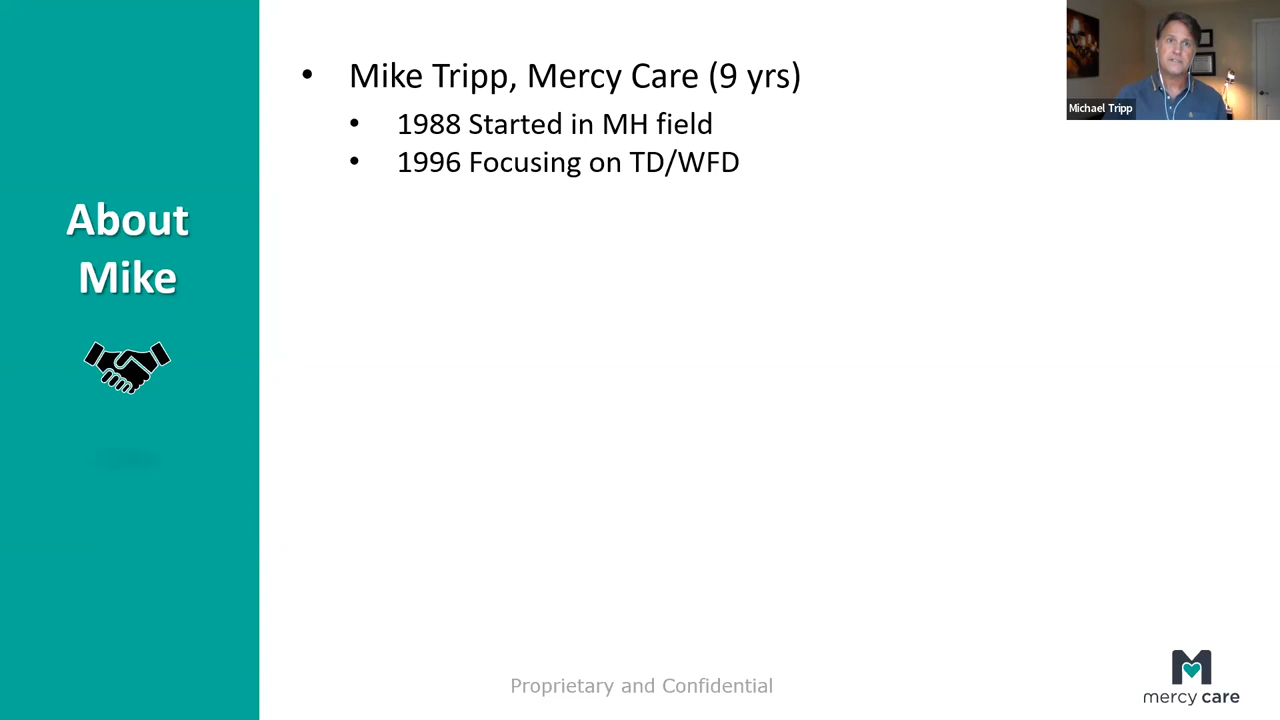 Mike Tripp, Mercy Care (9 yrs)
1988 Started in MH field
1996 Focusing on TD/WFD
About
Mike
Michael Tripp
Proprietary and Confidential
mercy care